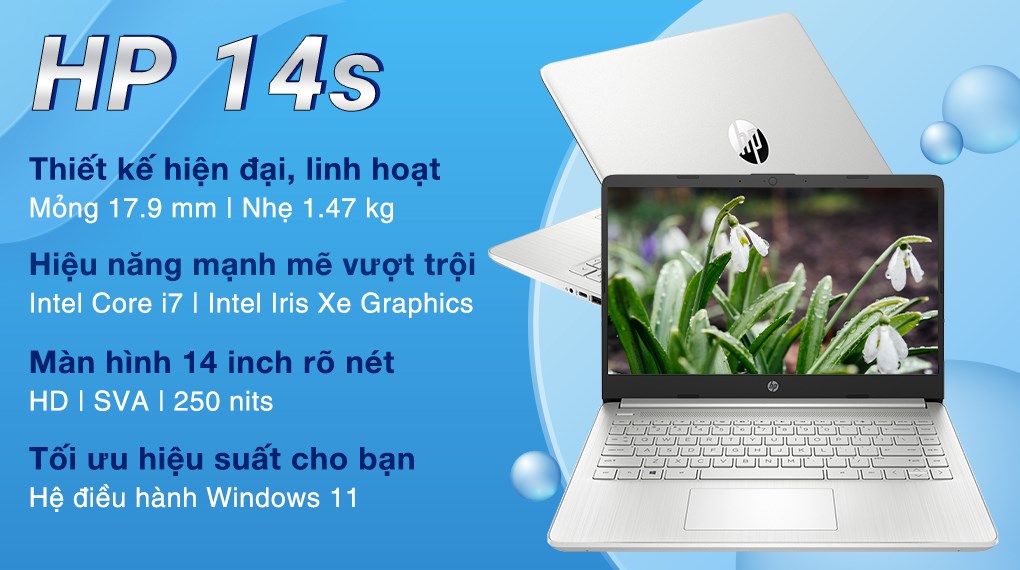 HP 14s
Thiết kế hiện đại, linh hoạt
Mỏng 17.9 mm | Nhẹ 1.47 kg
Hiệu năng mạnh mẽ vượt trội
Intel Core i7 | Intel Iris Xe Graphics
Màn hình 14 inch rõ nét
HD | SVA | 250 nits
Tối ưu hiệu suất cho bạn
Hệ điều hành Windows 11
hp
hp